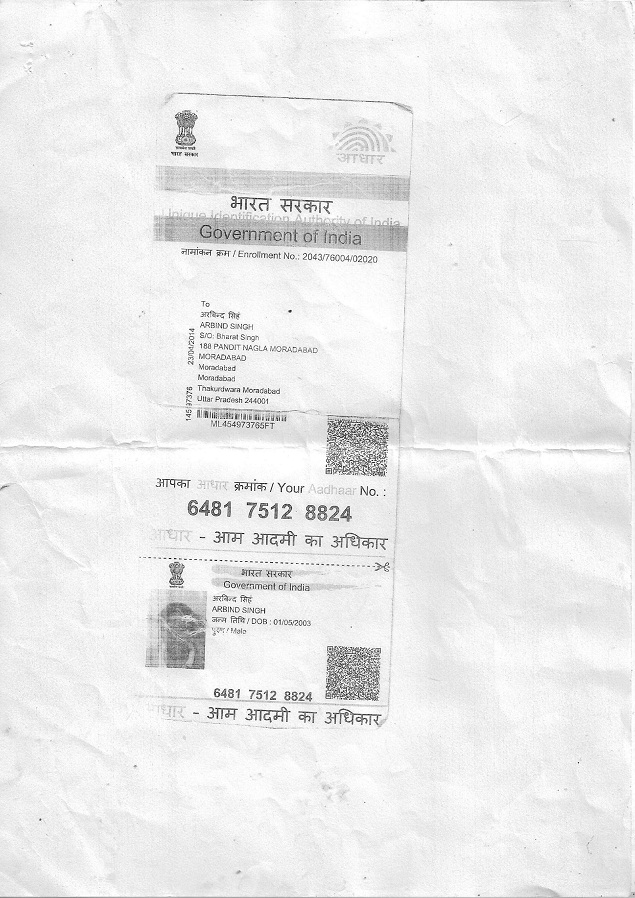 भारत सरकार
आधार
भारत सरकार
Unique Identification Authority of India
Government of India
नामांकन क्रम / Enrollment No.: 2043/76004/02020
To
अरबिन्द सिंह
ARBIND SINGH
S/O: Bharat Singh
188 PANDIT NAGLA MORADABAD
MORADABAD
Moradabad
Moradabad
Thakurdwara Moradabad
Uttar Pradesh 244001
23/04/2014
ML454973765FT
आपका आधार क्रमांक / Your Aadhaar No. :
6481 7512 8824
आधार - आम आदमी का अधिकार
भारत सरकार
Government of India
अरबिन्द सिंह
ARBIND SINGH
जन्म तिथि / DOB : 01/05/2003
पुरुष / Male
6481 7512 8824
आधार - आम आदमी का अधिकार